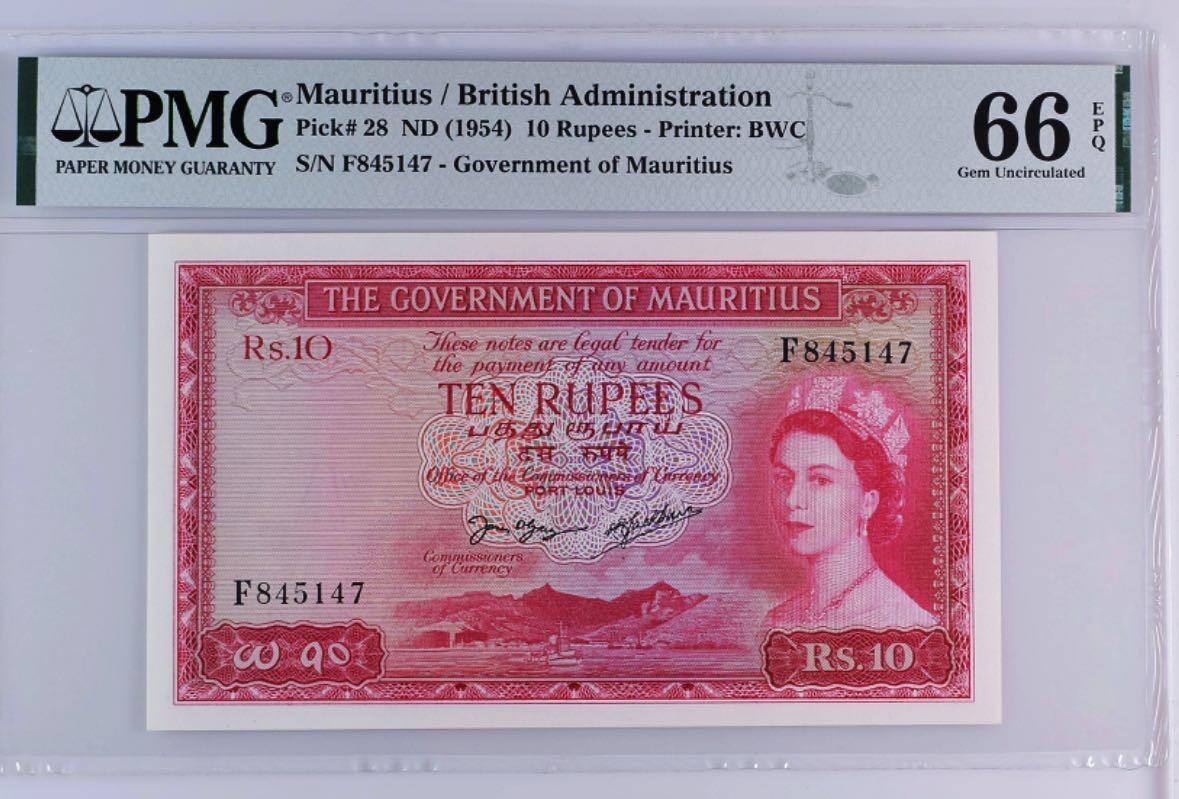 PMG®
PAPER MONEY GUARANTY
Mauritius / British Administration
Pick# 28 ND (1954) 10 Rupees - Printer: BWC
S/N F845147 - Government of Mauritius
66
EPQ
Gem Uncirculated
THE GOVERNMENT OF MAURITIUS
Rs.10
These notes are legal tender for
the payment of any amount
F845147
TEN RUPEES
பத்து ரூபாய்
दस रूपये
Office of the Commissioners of Currency
PORT-LOUIS
Commissioners
of Currency
F845147
१०
Rs.10